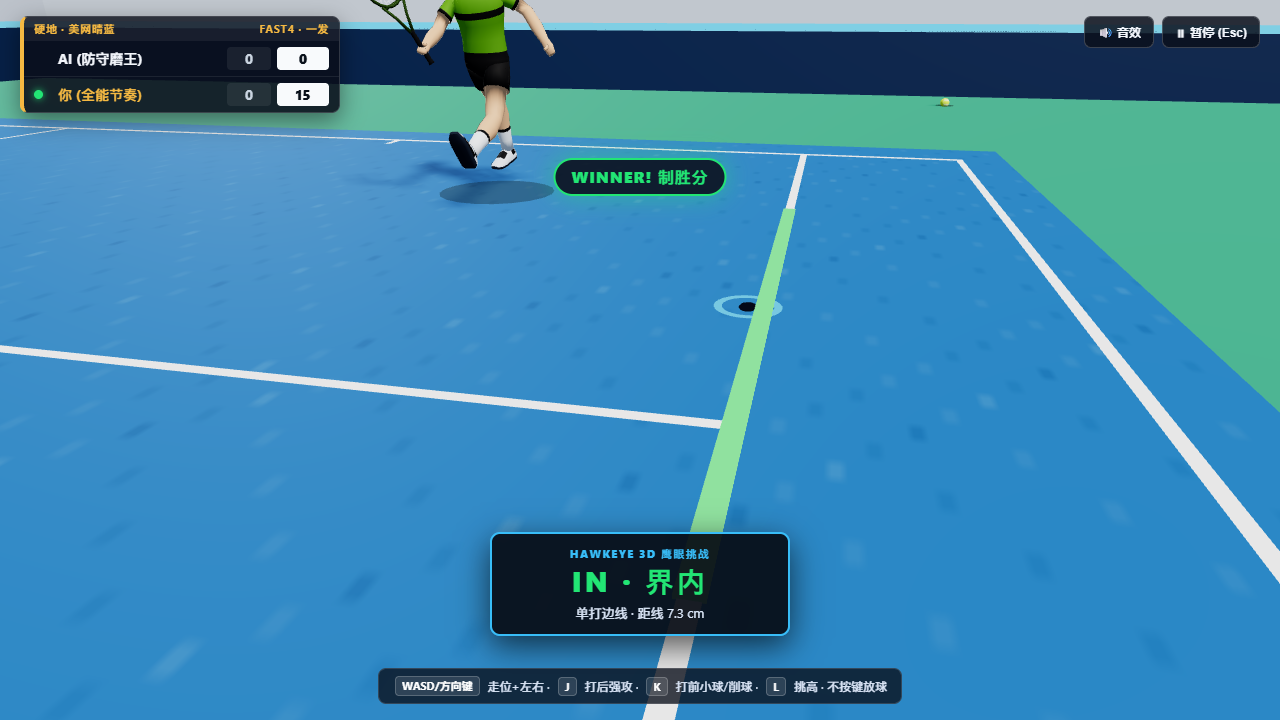 硬地 · 美网晴蓝 FAST4 · 一发
AI (防守磨王) 0 0
你 (全能节奏) 0 15
音效
暂停 (Esc)
WINNER! 制胜分
HAWKEYE 3D 鹰眼挑战
IN · 界内
单打边线 · 距线 7.3 cm
WASD/方向键 走位+左右 · J 打后强攻 · K 打前小球/削球 · L 挑高 · 不按键放球